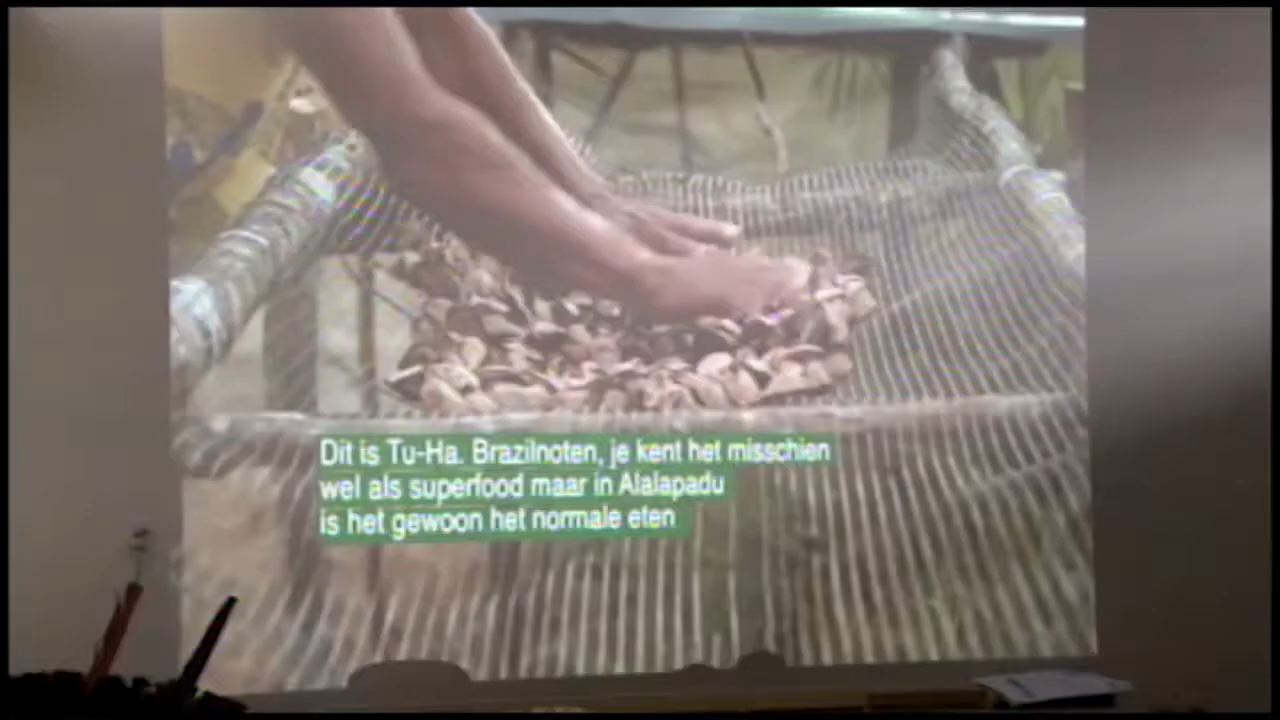 Dit is Tu-Ha. Brazilnoten, je kent het misschien
wel als superfood maar in Alalapadu
is het gewoon het normale eten